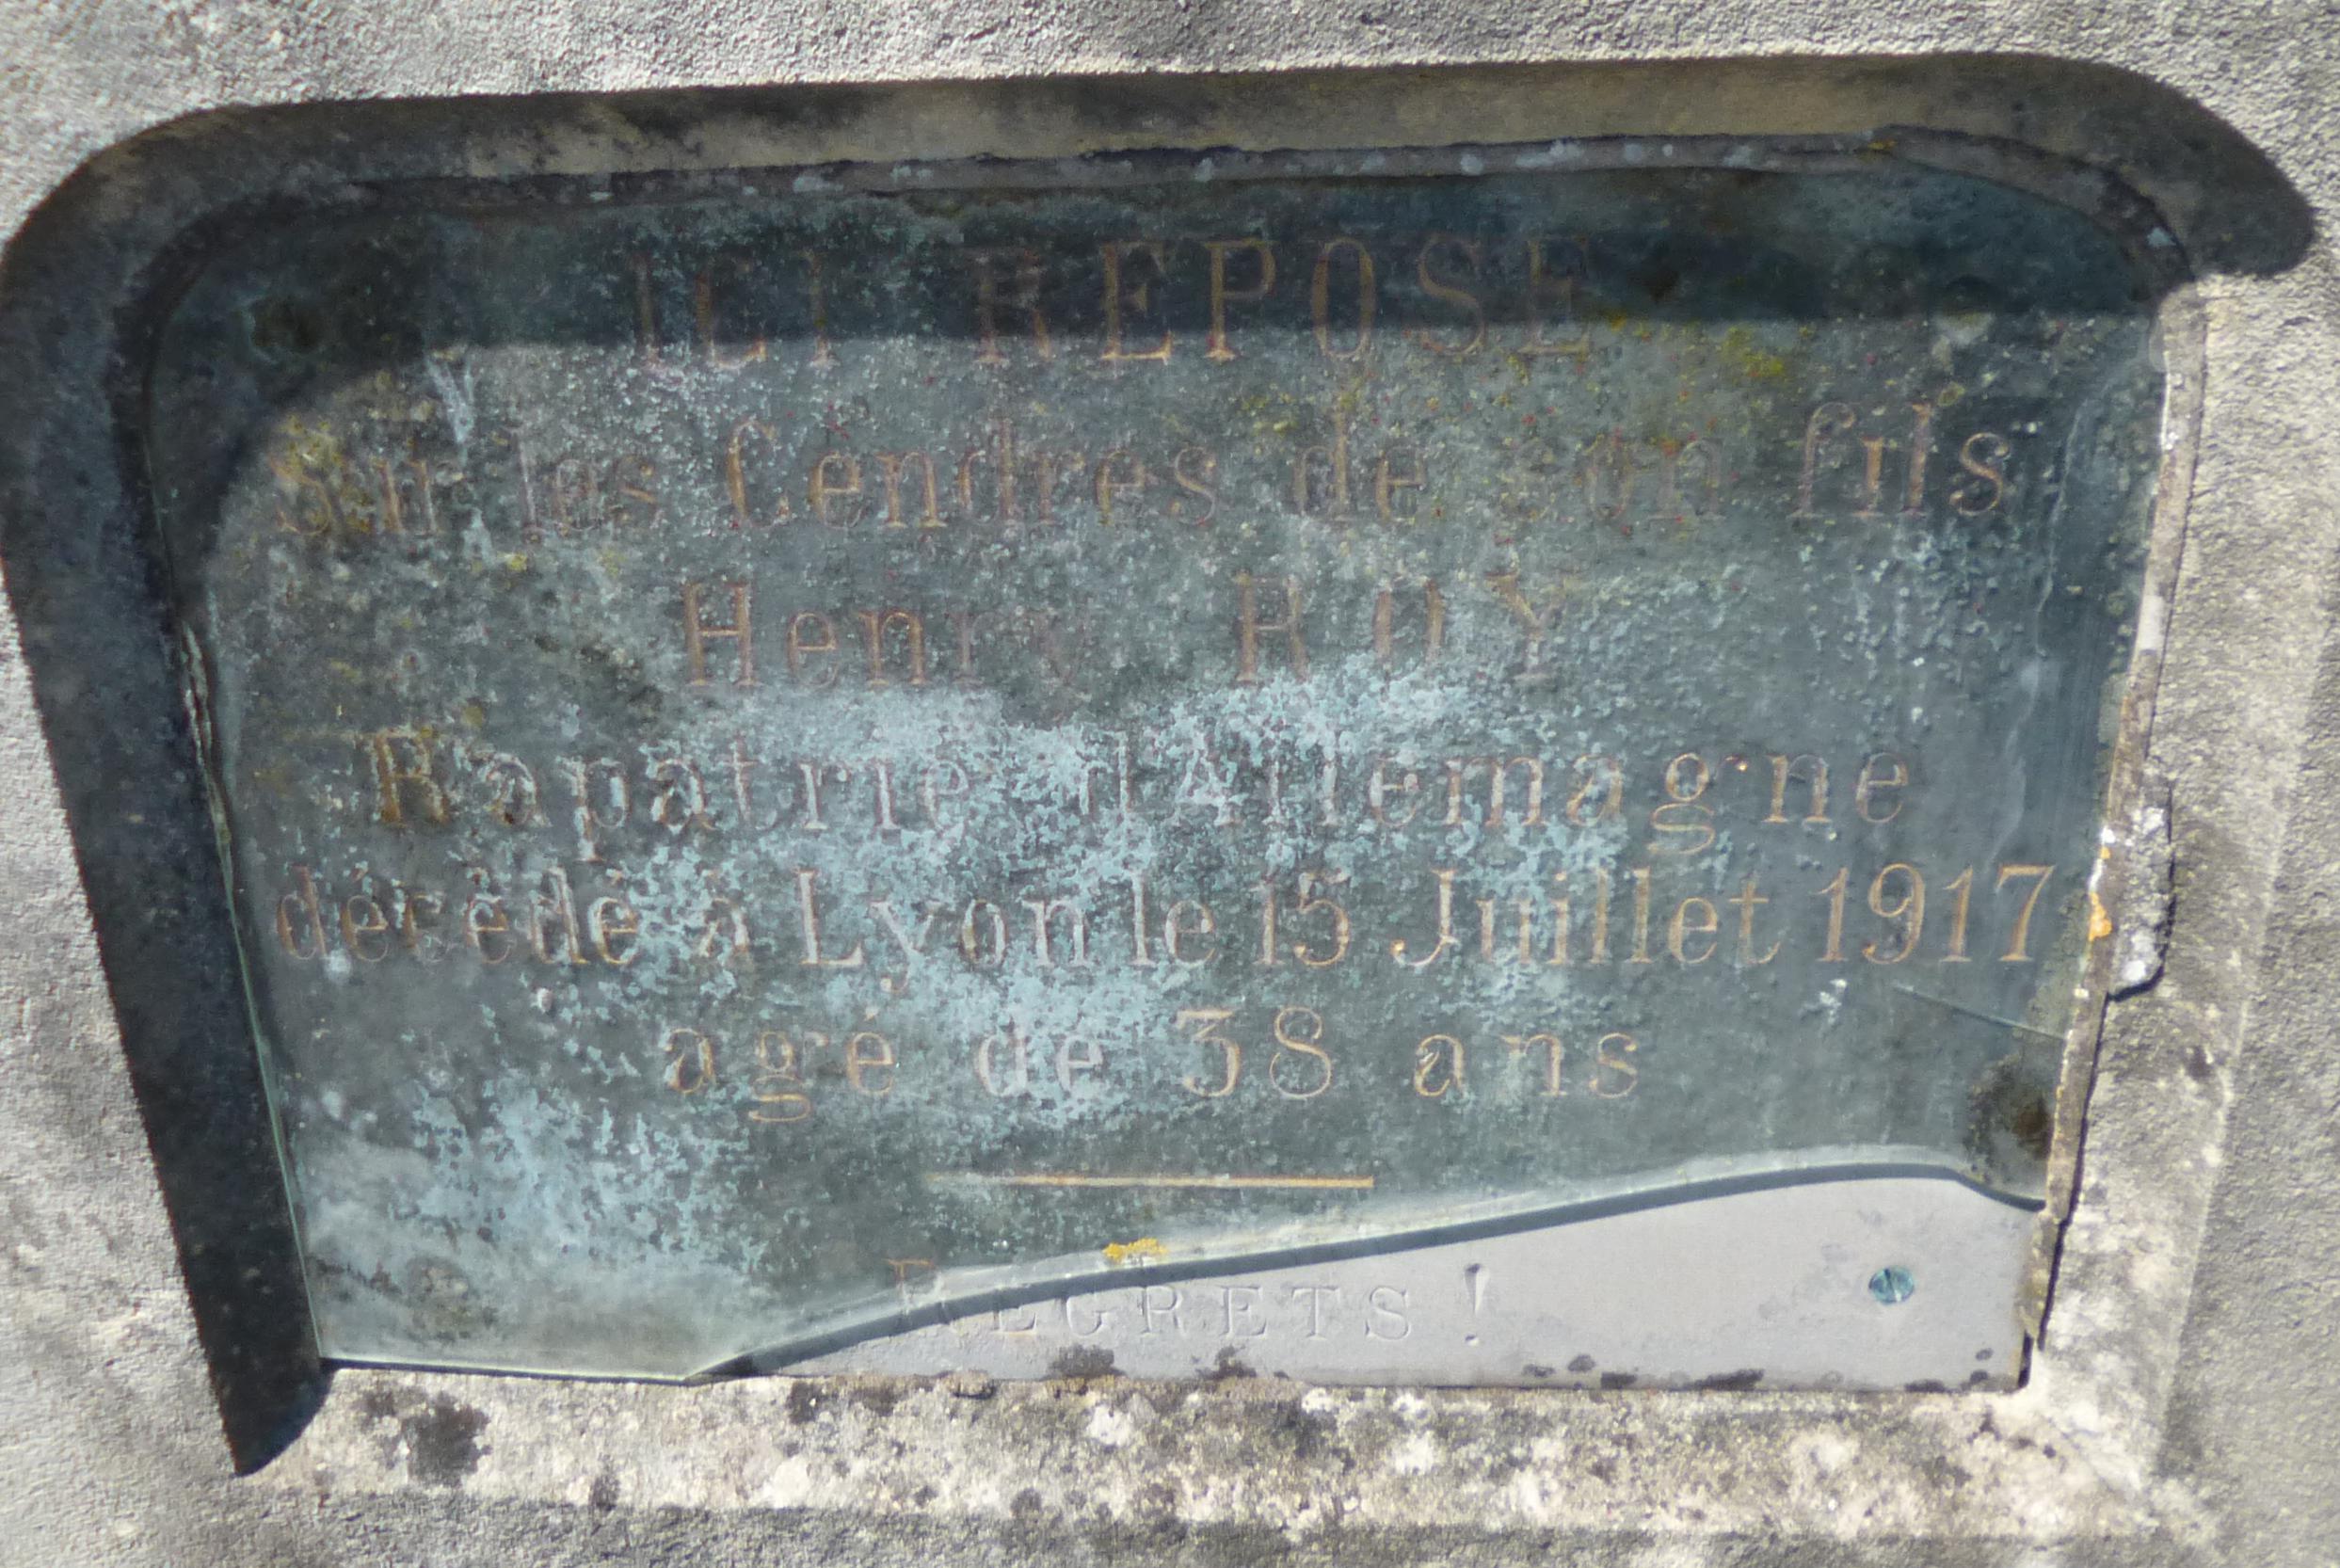 ICI REPOSE
Sur les Cendres de son fils
Henry ROY
Rapatrié d'Allemagne
décédé à Lyon le 15 Juillet 1917
agé de 38 ans
REGRETS !